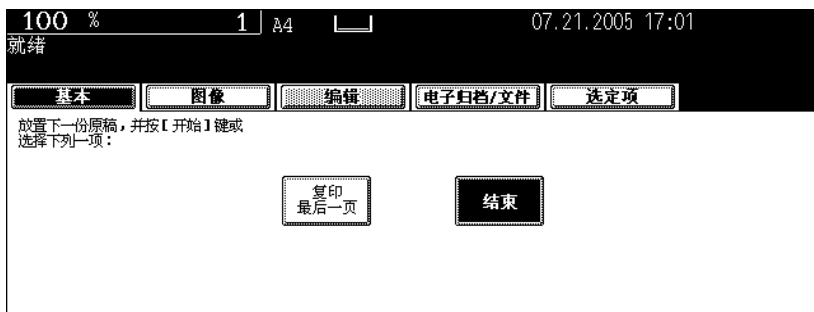 100 % 1 A4 07.21.2005 17:01
就绪
基本 图像 编辑 电子归档/文件 选定项
放置下一份原稿，并按[开始]键或
选择下列一项：
复印
最后一页
结束